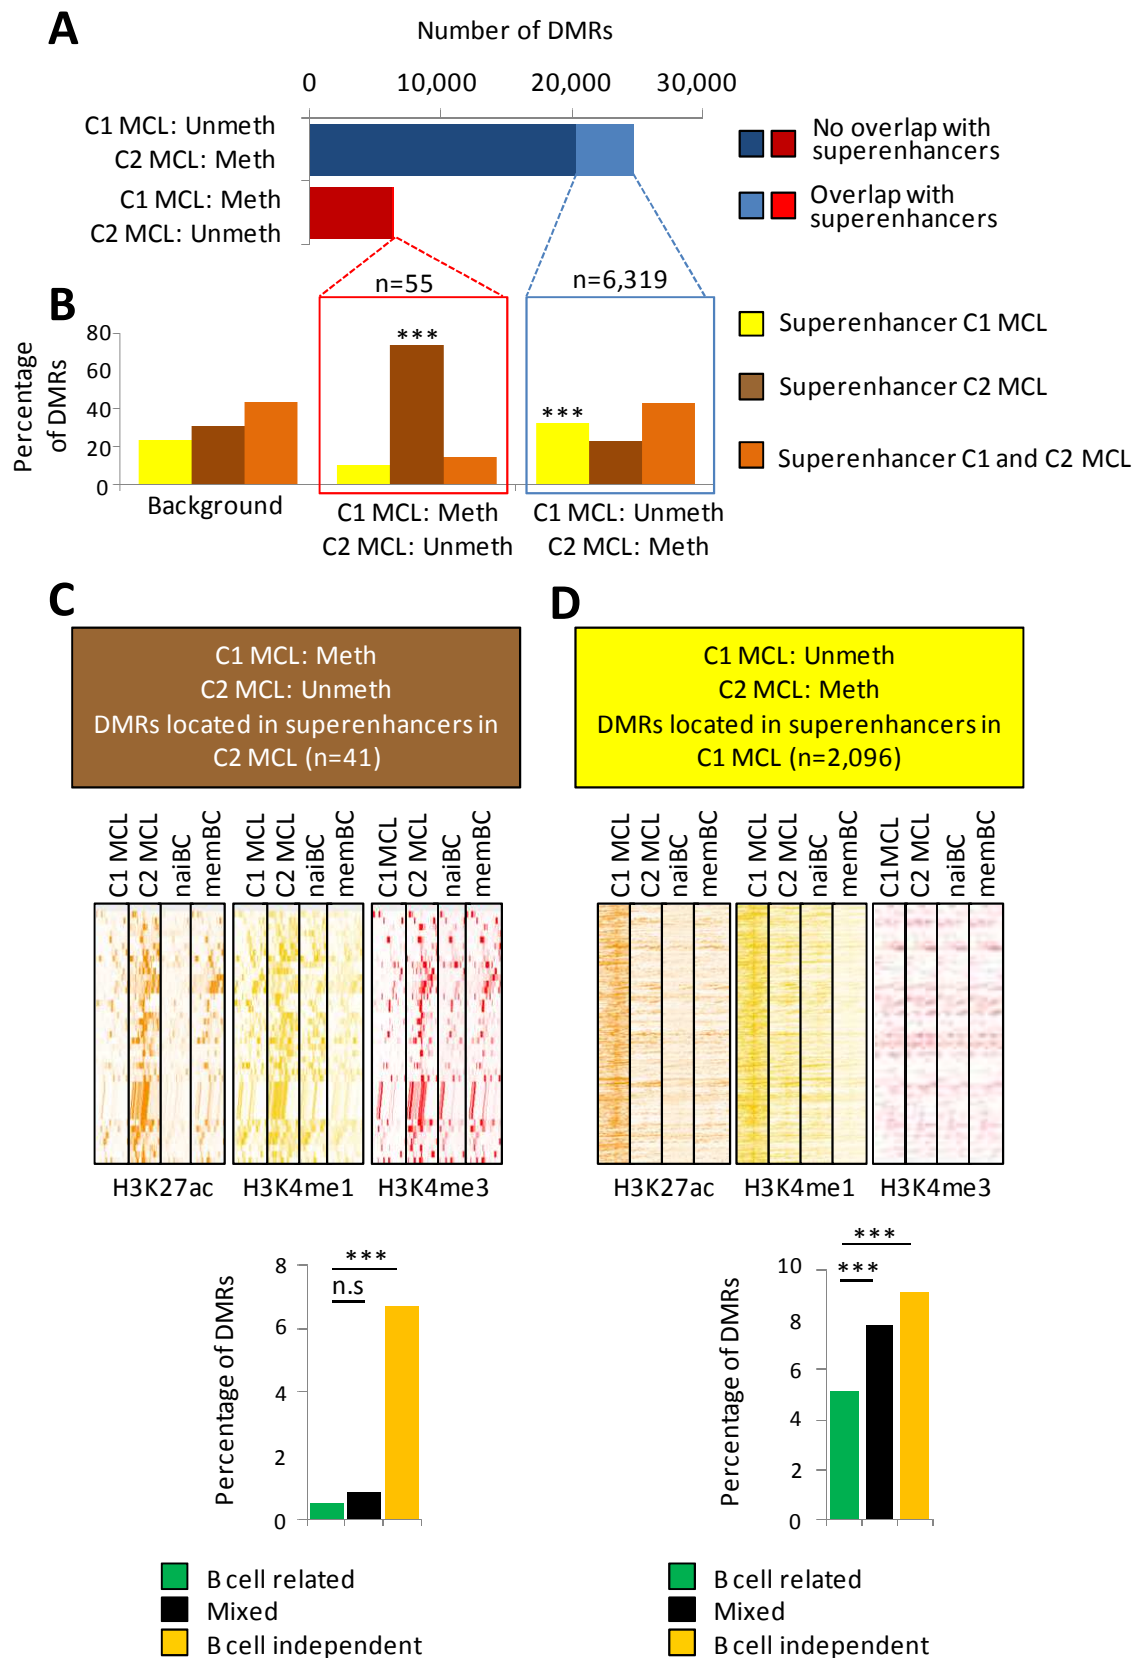 A
Number of DMRs
0 10,000 20,000 30,000
C1 MCL: Unmeth
C2 MCL: Meth
C1 MCL: Meth
C2 MCL: Unmeth
No overlap with
superenhancers
Overlap with
superenhancers
B
Percentage
of DMRs
80
60
40
20
0
n=55
***
n=6,319
***
Background
C1 MCL: Meth
C2 MCL: Unmeth
C1 MCL: Unmeth
C2 MCL: Meth
Superenhancer C1 MCL
Superenhancer C2 MCL
Superenhancer C1 and C2 MCL
C
C1 MCL: Meth
C2 MCL: Unmeth
DMRs located in superenhancers in
C2 MCL (n=41)
C1 MCL C2 MCL naiBC memBC
C1 MCL C2 MCL naiBC memBC
C1MCL C2 MCL naiBC memBC
H3K27ac H3K4me1 H3K4me3
Percentage of DMRs
8
6
4
2
0
***
n.s
B cell related
Mixed
B cell independent
D
C1 MCL: Unmeth
C2 MCL: Meth
DMRs located in superenhancers in
C1 MCL (n=2,096)
C1 MCL C2 MCL naiBC memBC
C1 MCL C2 MCL naiBC memBC
C1MCL C2 MCL naiBC memBC
H3K27ac H3K4me1 H3K4me3
Percentage of DMRs
10
8
6
4
2
0
***
***
B cell related
Mixed
B cell independent